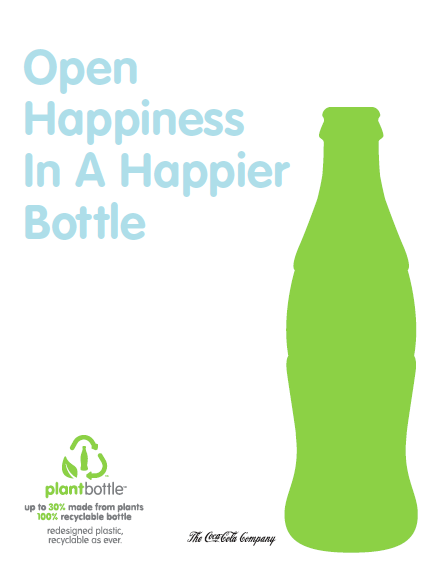 Open
Happiness
In A Happier
Bottle
plantbottle™
up to 30% made from plants
100% recyclable bottle
redesigned plastic,
recyclable as ever.
The Coca-Cola Company